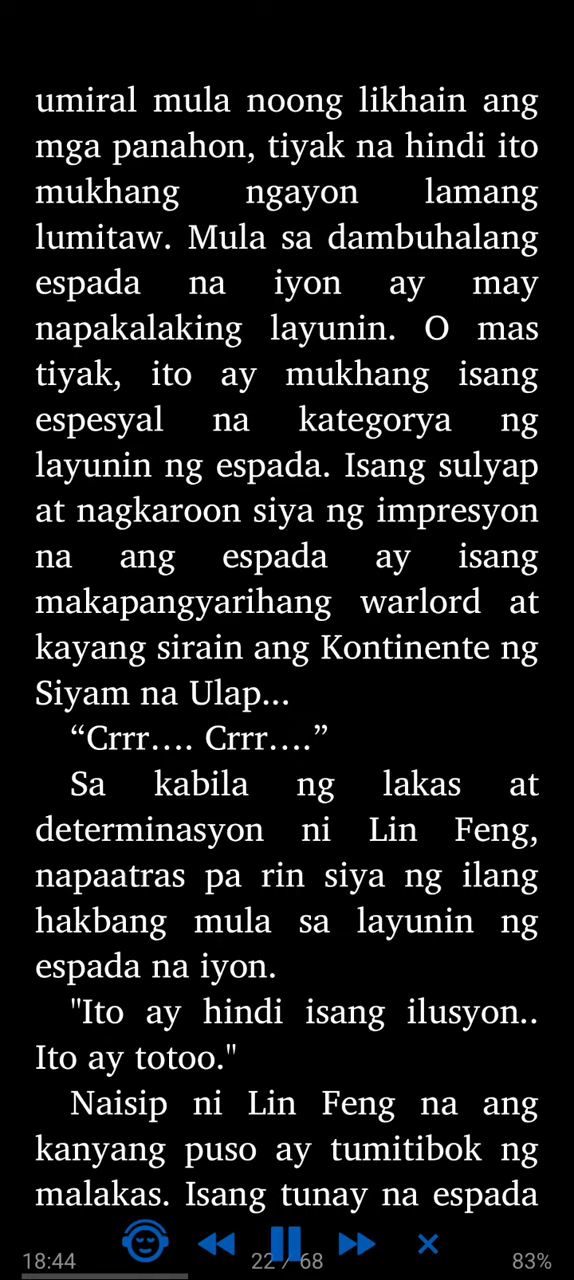 umiral mula noong likhain ang
mga panahon, tiyak na hindi ito
mukhang ngayon lamang
lumitaw. Mula sa dambuhalang
espada na iyon ay may
napakalaking layunin. O mas
tiyak, ito ay mukhang isang
espesyal na kategorya ng
layunin ng espada. Isang sulyap
at nagkaroon siya ng impresyon
na ang espada ay isang
makapangyarihang warlord at
kayang sirain ang Kontinente ng
Siyam na Ulap...
“Crrr…. Crrr….”
Sa kabila ng lakas at
determinasyon ni Lin Feng,
napaatras pa rin siya ng ilang
hakbang mula sa layunin ng
espada na iyon.
"Ito ay hindi isang ilusyon..
Ito ay totoo."
Naisip ni Lin Feng na ang
kanyang puso ay tumitibok ng
malakas. Isang tunay na espada
18:44 22 / 68 83%